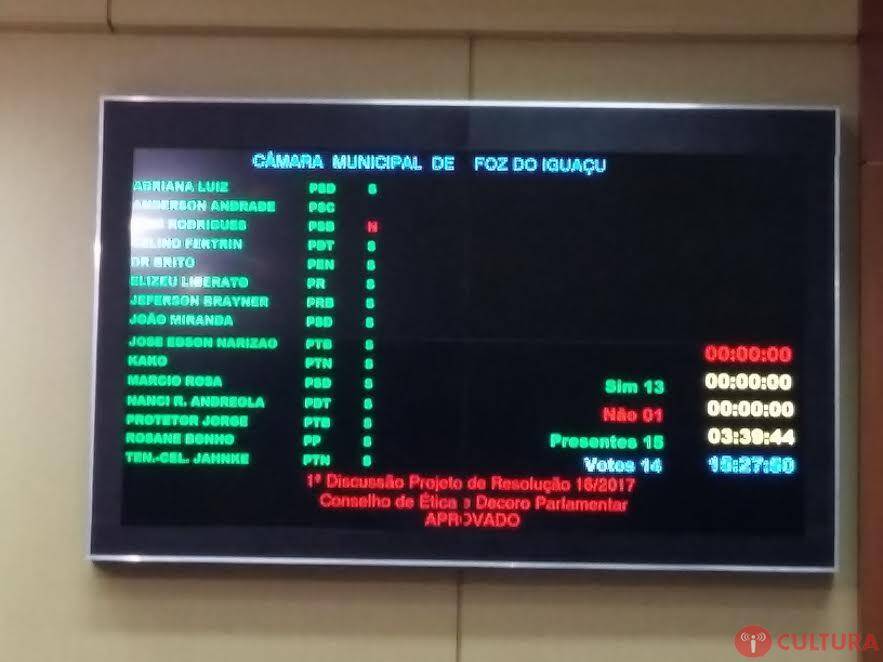 CÂMARA MUNICIPAL DE FOZ DO IGUAÇU
ADRIANA LUIZ PSD S
ANDERSON ANDRADE PSC
RODRIGUES PSB N
CELINO FERTRIN PDT S
DR BRITO PEN S
ELIZEU LIBERATO PR S
JEFERSON BRAYNER PRB S
JOÃO MIRANDA PSD S
JOSE EDSON NARIZAO PTB S
KAKO PTN S
MARCIO ROSA PSD S
NANCI R. ANDREOLA PDT S
PROTETOR JORGE PTB S
ROSANE BONHO PP S
TEN.-CEL. JAHNKE PTN S
00:00:00
Sim 13 00:00:00
Não 01 00:00:00
Presentes 15 03:39:44
Votos 14
1ª Discussão Projeto de Resolução 16/2017
Conselho de Ética e Decoro Parlamentar
APROVADO
CULTURA